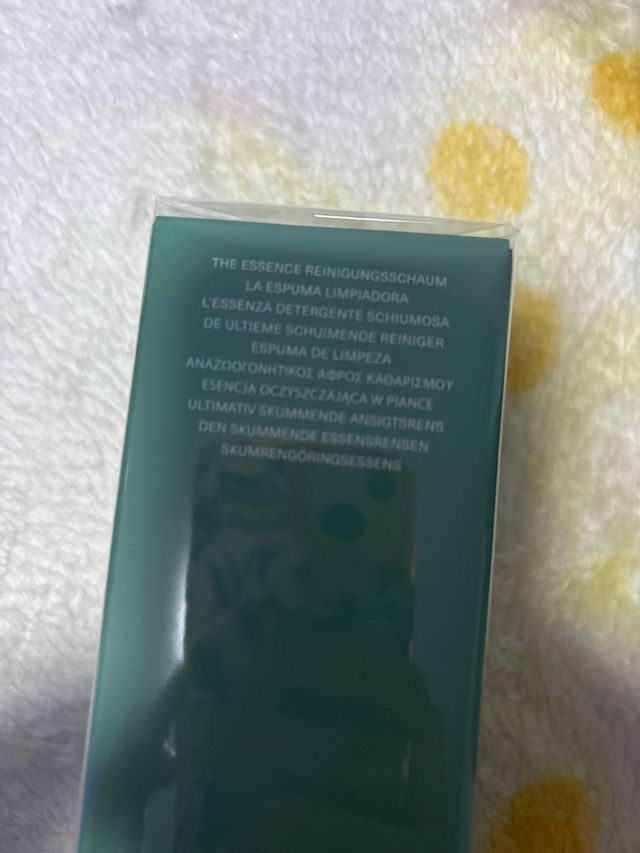 THE ESSENCE REINIGUNGSSCHAUM
LA ESPUMA LIMPIADORA
L'ESSENZA DETERGENTE SCHIUMOSA
DE ULTIEME SCHUIMENDE REINIGER
ESPUMA DE LIMPEZA
ΑΝΑΖΩΟΓΟΝΗΤΙΚΟΣ ΑΦΡΟΣ ΚΑΘΑΡΙΣΜΟΥ
ESENCJA OCZYSZCZAJĄCA W PIANCE
ULTIMATIV SKUMMENDE ANSIGTSRENS
DEN SKUMMENDE ESSENSRENSEN
SKUMRENGÖRINGSESSENS